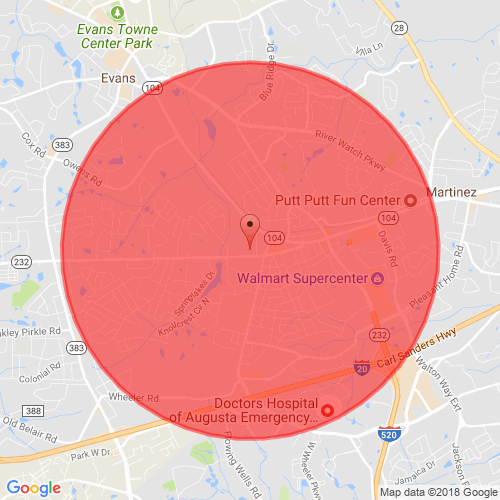 Evans Towne
Center Park
28
Villa Ln
Evans
104
Blue Ridge Dr
383
Cox Rd
Owens Rd
River Watch Pkwy
Martinez
Putt Putt Fun Center
104
104
Davis Rd
232
Walmart Supercenter
Pleasant Home Rd
Springlakes Dr
Knollcrest Cir N
kley Pirkle Rd
383
232
Carl Sanders Hwy
Colonial Rd
20
Walton Way Ext
Wheeler Rd
388
Doctors Hospital
of Augusta Emergency...
Old Belair Rd
520
Park W Dr
Flowing Wells Rd
W Wheeler Pkwy
Jamaica Dr
Jackson R
Google
Map data ©2018 Google